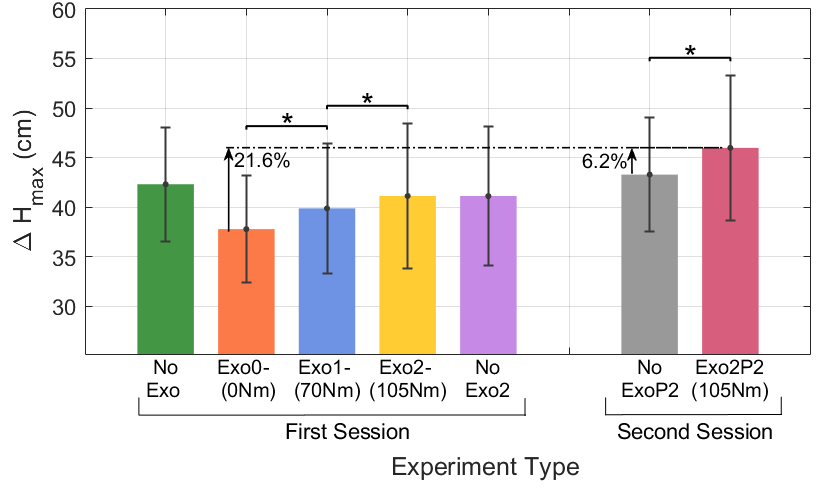 60
55
50
45
40
35
30
Δ Hmax (cm)
*
*
*
21.6%
6.2%
No Exo
Exo0- (0Nm)
Exo1- (70Nm)
Exo2- (105Nm)
No Exo2
No ExoP2
Exo2P2 (105Nm)
First Session
Second Session
Experiment Type